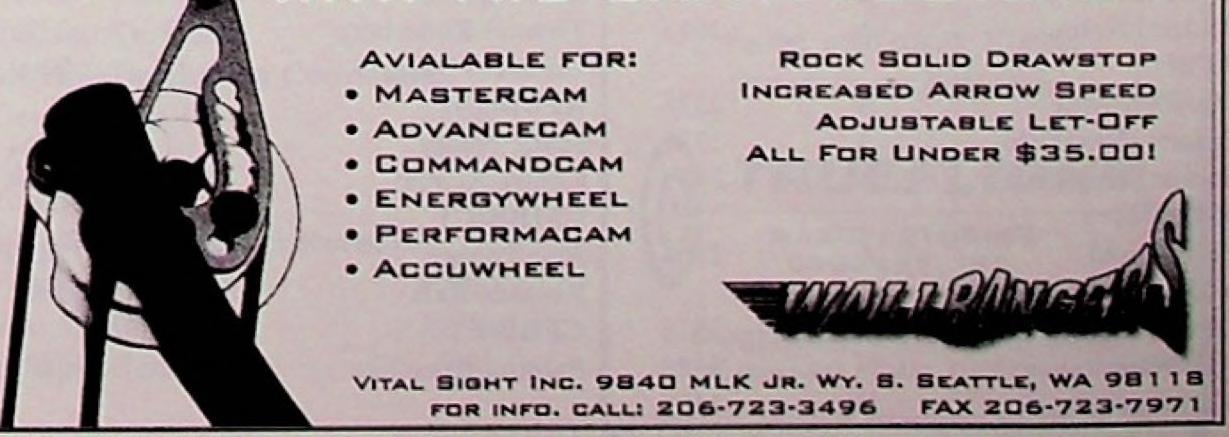 AVIALABLE FOR:
• MASTERCAM
• ADVANCECAM
• COMMANDCAM
• ENERGYWHEEL
• PERFORMACAM
• ACCUWHEEL
ROCK SOLID DRAWSTOP
INCREASED ARROW SPEED
ADJUSTABLE LET-OFF
ALL FOR UNDER $35.00!
WALLBANGERS
VITAL SIGHT INC. 9840 MLK JR. WY. S. SEATTLE, WA 98118
FOR INFO. CALL: 206-723-3496 FAX 206-723-7971